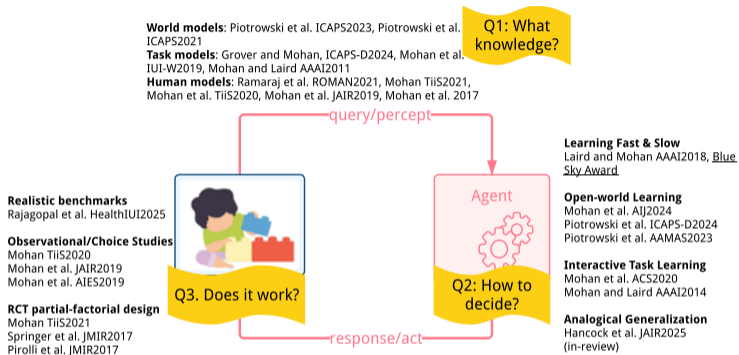 World models: Piotrowski et al. ICAPS2023, Piotrowski et al.
ICAPS2021
Task models: Grover and Mohan, ICAPS-D2024, Mohan et al.
IUI-W2019, Mohan and Laird AAAI2011
Human models: Ramaraj et al. ROMAN2021, Mohan TiiS2021,
Mohan et al. TiiS2020, Mohan et al. JAIR2019, Mohan et al. 2017
Q1: What
knowledge?
query/percept
Realistic benchmarks
Rajagopal et al. HealthIUI2025
Observational/Choice Studies
Mohan TiiS2020
Mohan et al. JAIR2019
Mohan et al. AIES2019
RCT partial-factorial design
Mohan TiiS2021
Springer et al. JMIR2017
Pirolli et al. JMIR2017
Q3. Does it work?
Agent
Q2: How to
decide?
response/act
Learning Fast & Slow
Laird and Mohan AAAI2018, Blue
Sky Award
Open-world Learning
Mohan et al. AIJ2024
Piotrowski et al. ICAPS-D2024
Piotrowski et al. AAMAS2023
Interactive Task Learning
Mohan et al. ACS2020
Mohan and Laird AAAI2014
Analogical Generalization
Hancock et al. JAIR2025
(in-review)